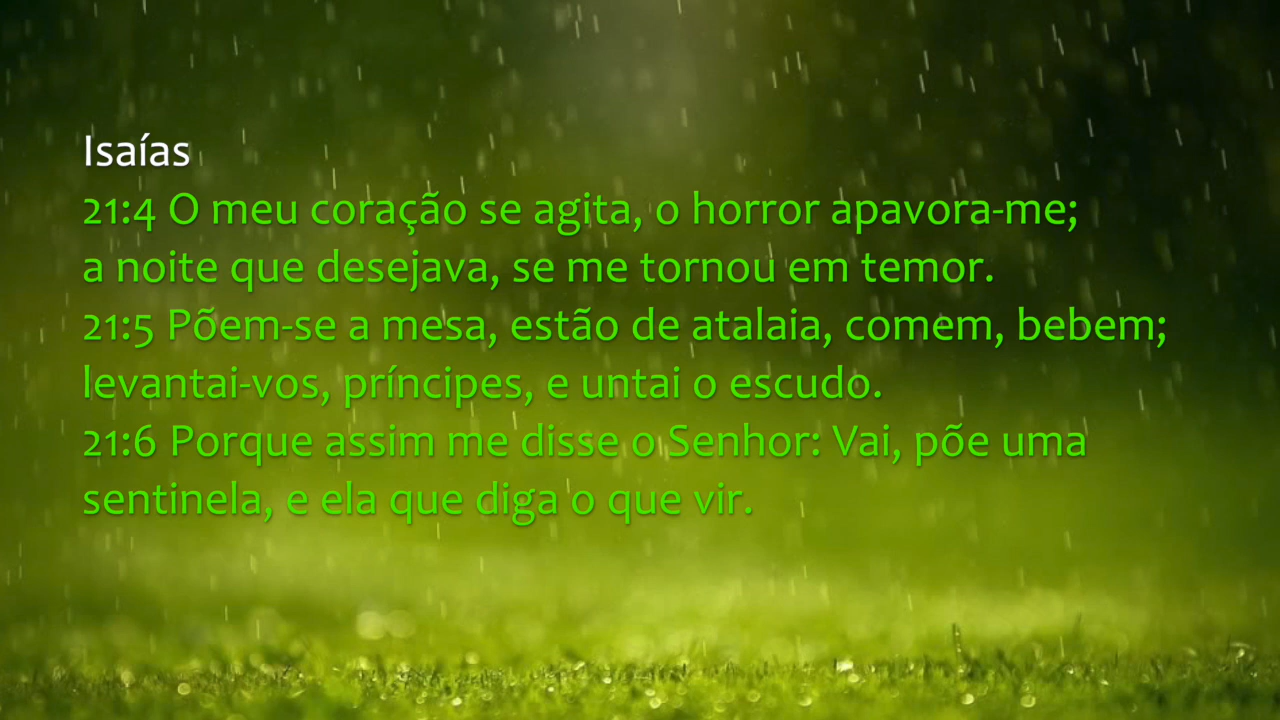 Isaías
21:4 O meu coração se agita, o horror apavora-me;
a noite que desejava, se me tornou em temor.
21:5 Põem-se a mesa, estão de atalaia, comem, bebem;
levantai-vos, príncipes, e untai o escudo.
21:6 Porque assim me disse o Senhor: Vai, põe uma
sentinela, e ela que diga o que vir.